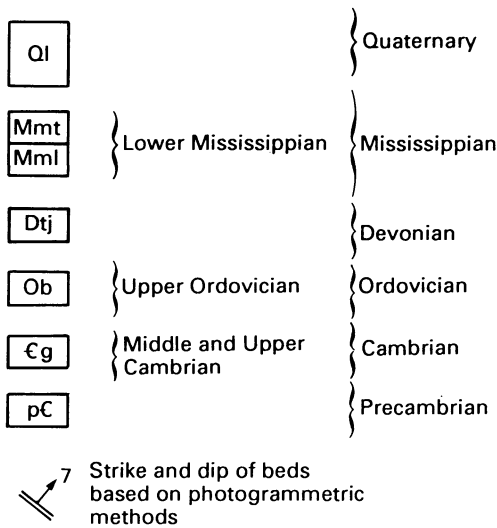 Ql Quaternary
Mmt
Mml Lower Mississippian Mississippian
Dtj Devonian
Ob Upper Ordovician Ordovician
€g Middle and Upper Cambrian
Cambrian
p€ Precambrian
7 Strike and dip of beds
based on photogrammetric
methods